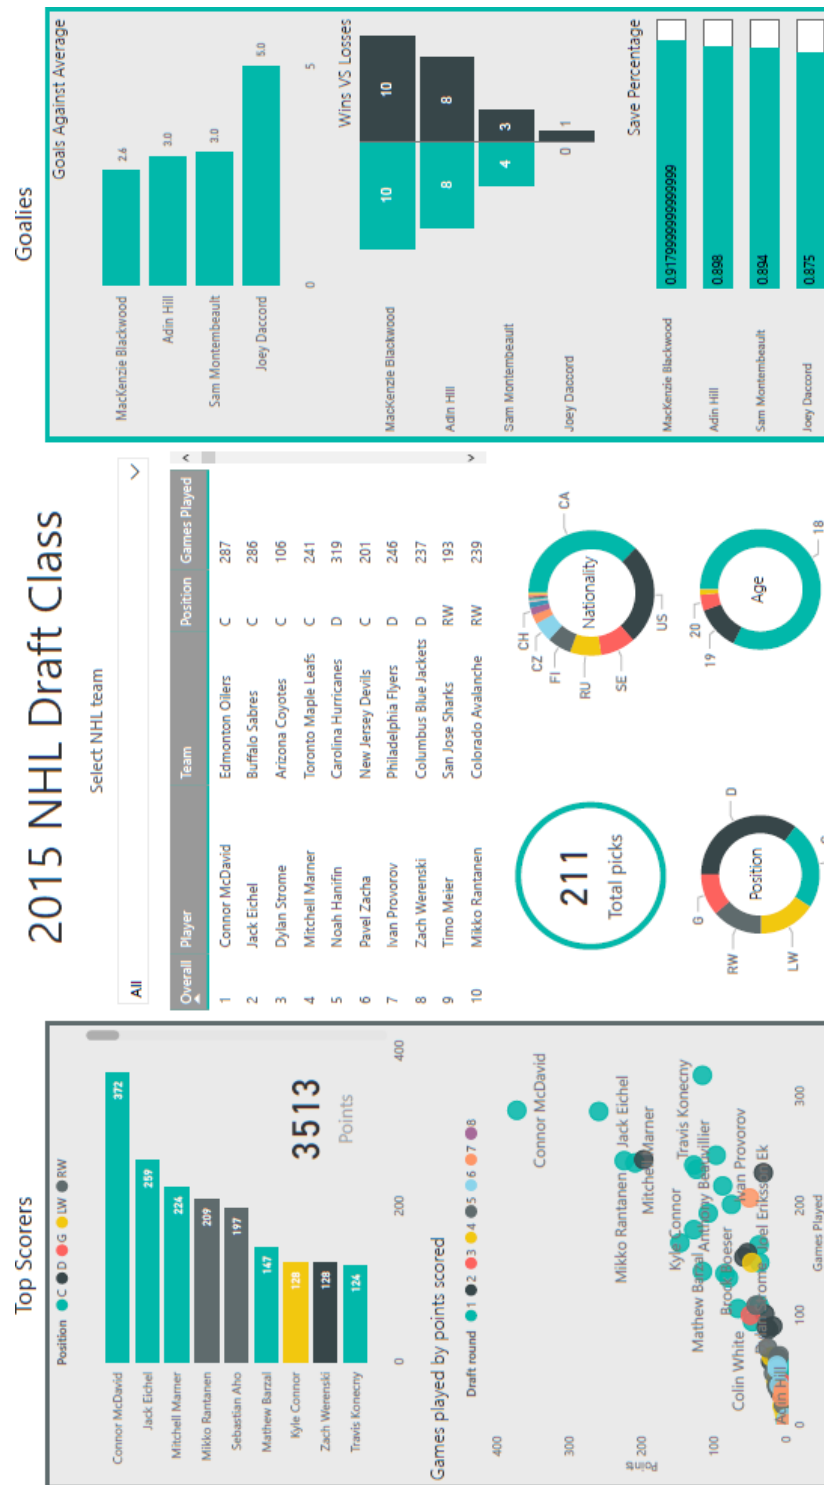 2015 NHL Draft Class
Top Scorers
Position C D G LW RW
Connor McDavid 372
Jack Eichel 259
Mitchell Marner 224
Mikko Rantanen 209
Sebastian Aho 197
Mathew Barzal 147
Kyle Connor 128
Zach Werenski 128
Travis Konecny 124
0 200 400
3513
Points
Games played by points scored
Draft round 1 2 3 4 5 6 7 8
400
300
200
100
0
Connor McDavid
Jack Eichel
Mikko Rantanen
Mitchell Marner
Travis Konecny
Kyle Connor
Anthony Beauvillier
Mathew Barzal
Ivan Provorov
Brock Boeser
Joel Eriksson Ek
Colin White
Adin Hill
0 100 200 300
Games Played
Select NHL team
All
Overall Player Team Position Games Played
1 Connor McDavid Edmonton Oilers C 287
2 Jack Eichel Buffalo Sabres C 286
3 Dylan Strome Arizona Coyotes C 106
4 Mitchell Marner Toronto Maple Leafs C 241
5 Noah Hanifin Carolina Hurricanes D 319
6 Pavel Zacha New Jersey Devils C 201
7 Ivan Provorov Philadelphia Flyers D 246
8 Zach Werenski Columbus Blue Jackets D 237
9 Timo Meier San Jose Sharks RW 193
10 Mikko Rantanen Colorado Avalanche RW 239
211
Total picks
Nationality
CA
US
SE
RU
FI
CZ
CH
Position
D
LW
RW
G
Age
18
19
20
Goalies
Goals Against Average
MacKenzie Blackwood 2.6
Adin Hill 3.0
Sam Montembeault 3.0
Joey Daccord 5.0
0 5
Wins VS Losses
MacKenzie Blackwood 10 10
Adin Hill 8 8
Sam Montembeault 4 3
Joey Daccord 0 1
Save Percentage
MacKenzie Blackwood 0.9179999999999999
Adin Hill 0.898
Sam Montembeault 0.894
Joey Daccord 0.875